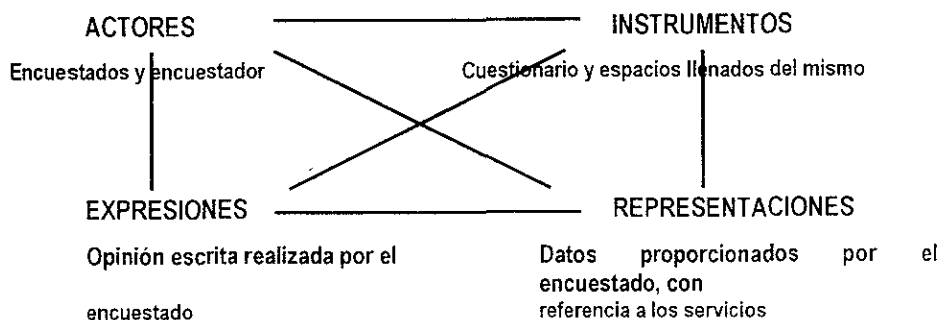 ACTORES
INSTRUMENTOS
Encuestados y encuestador
Cuestionario y espacios llenados del mismo
EXPRESIONES
REPRESENTACIONES
Opinión escrita realizada por el
encuestado
Datos proporcionados por el
encuestado, con
referencia a los servicios